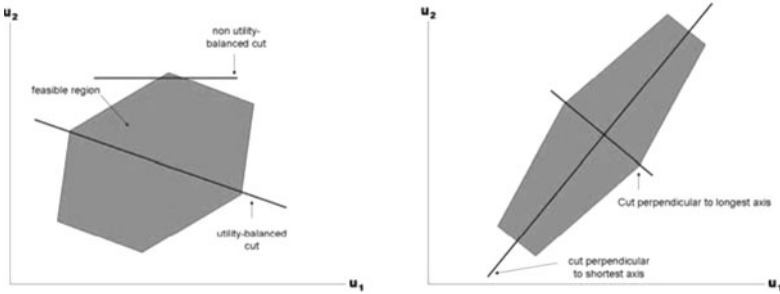 u₂
non utility-
balanced cut
feasible region
utility-balanced
cut
u₁
u₂
Cut perpendicular to longest axis
cut perpendicular
to shortest axis
u₁